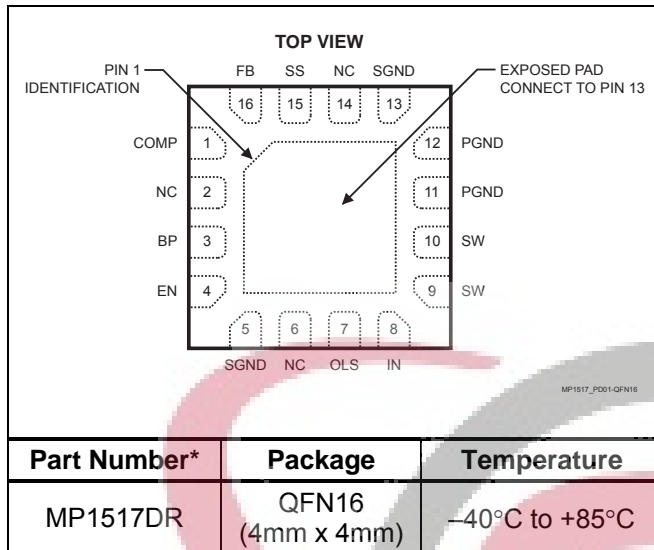 TOP VIEW
PIN 1
IDENTIFICATION
FB SS NC SGND
EXPOSED PAD
CONNECT TO PIN 13
16 15 14 13
COMP 1 12 PGND
NC 2 11 PGND
BP 3 10 SW
EN 4 9 SW
5 6 7 8
SGND NC OLS IN
MP1517_PD01-QFN16
Part Number* Package Temperature
MP1517DR QFN16
(4mm x 4mm) –40°C to +85°C